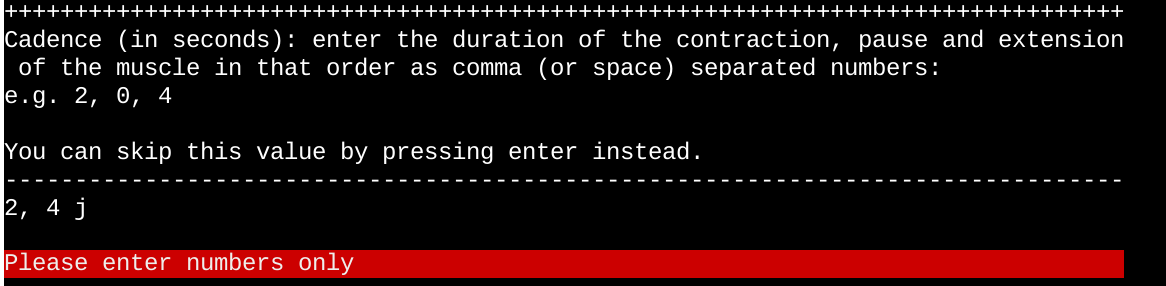 ++++++++++++++++++++++++++++++++++++++++++++++++++++++++++++++++++++++++++++++++
Cadence (in seconds): enter the duration of the contraction, pause and extension
 of the muscle in that order as comma (or space) separated numbers:
e.g. 2, 0, 4
You can skip this value by pressing enter instead.
--------------------------------------------------------------------------------
2, 4 j
Please enter numbers only